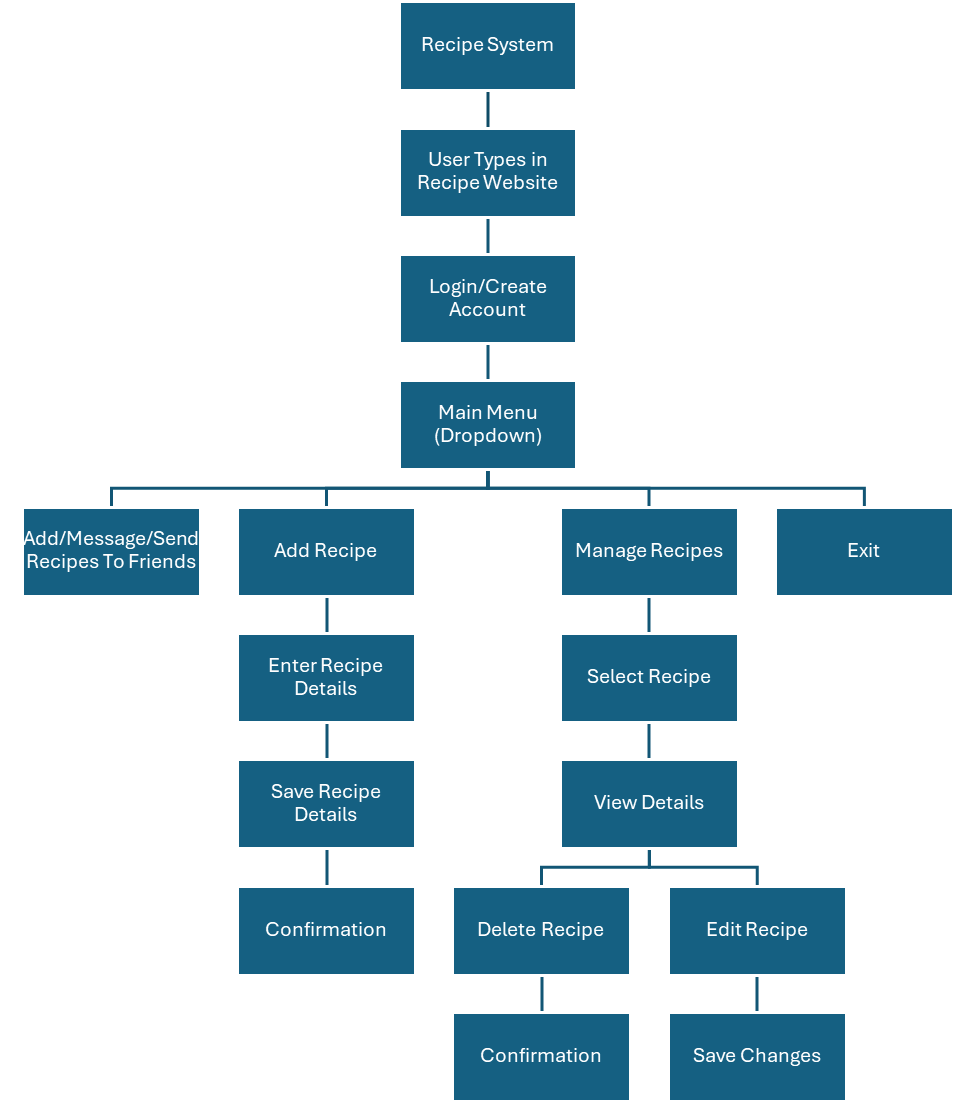 Recipe System
User Types in
Recipe Website
Login/Create
Account
Main Menu
(Dropdown)
Add/Message/Send
Recipes To Friends
Add Recipe
Manage Recipes
Exit
Enter Recipe
Details
Select Recipe
Save Recipe
Details
View Details
Confirmation
Delete Recipe
Edit Recipe
Confirmation
Save Changes